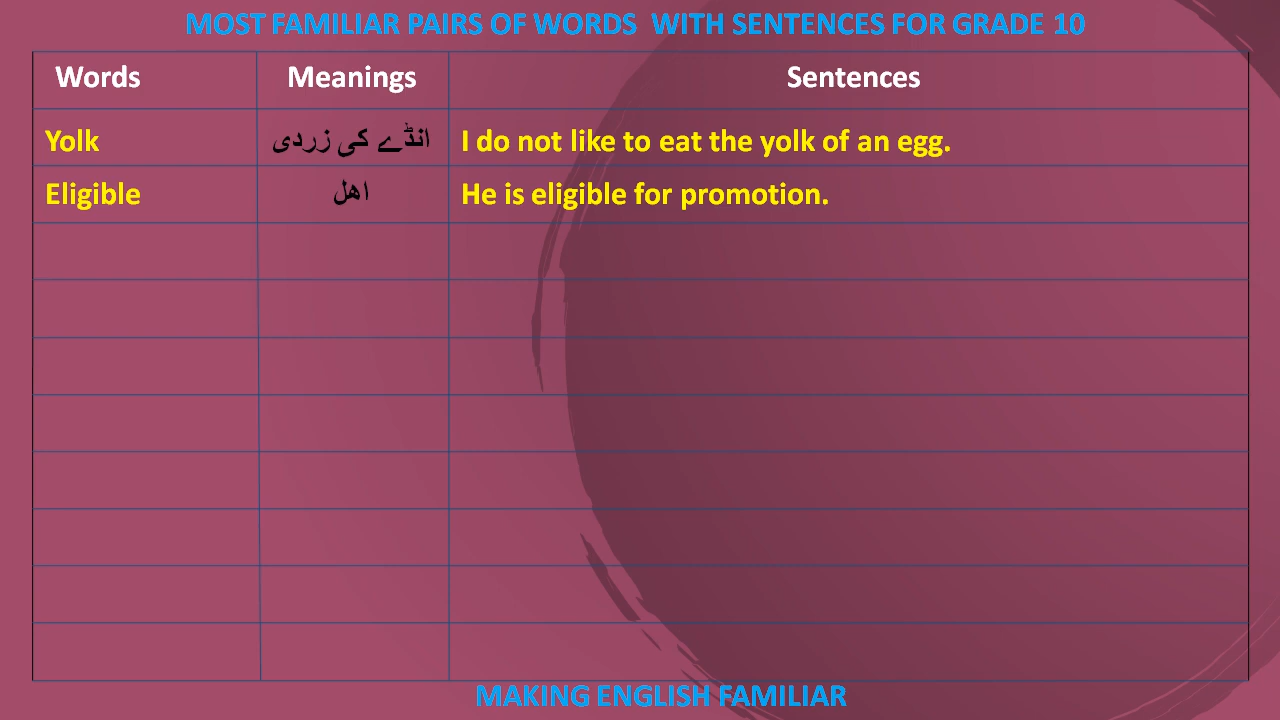 MOST FAMILIAR PAIRS OF WORDS WITH SENTENCES FOR GRADE 10
Words Meanings Sentences
Yolk انڈے کی زردی I do not like to eat the yolk of an egg.
Eligible اهل He is eligible for promotion.
MAKING ENGLISH FAMILIAR